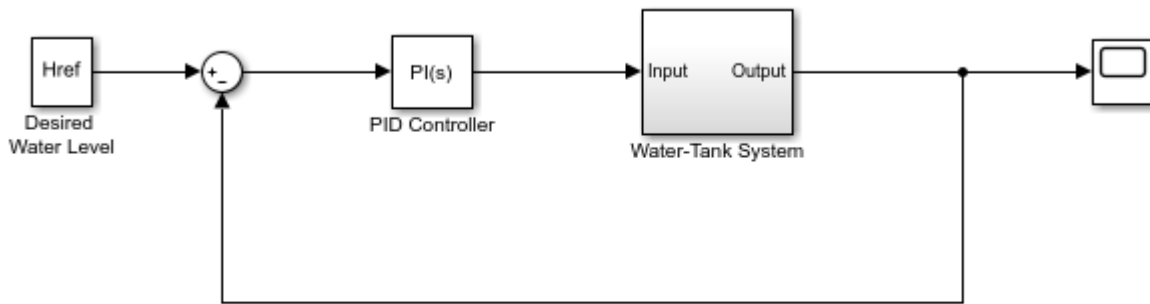 Href
Desired
Water Level
+
−
PI(s)
PID Controller
Input
Output
Water-Tank System